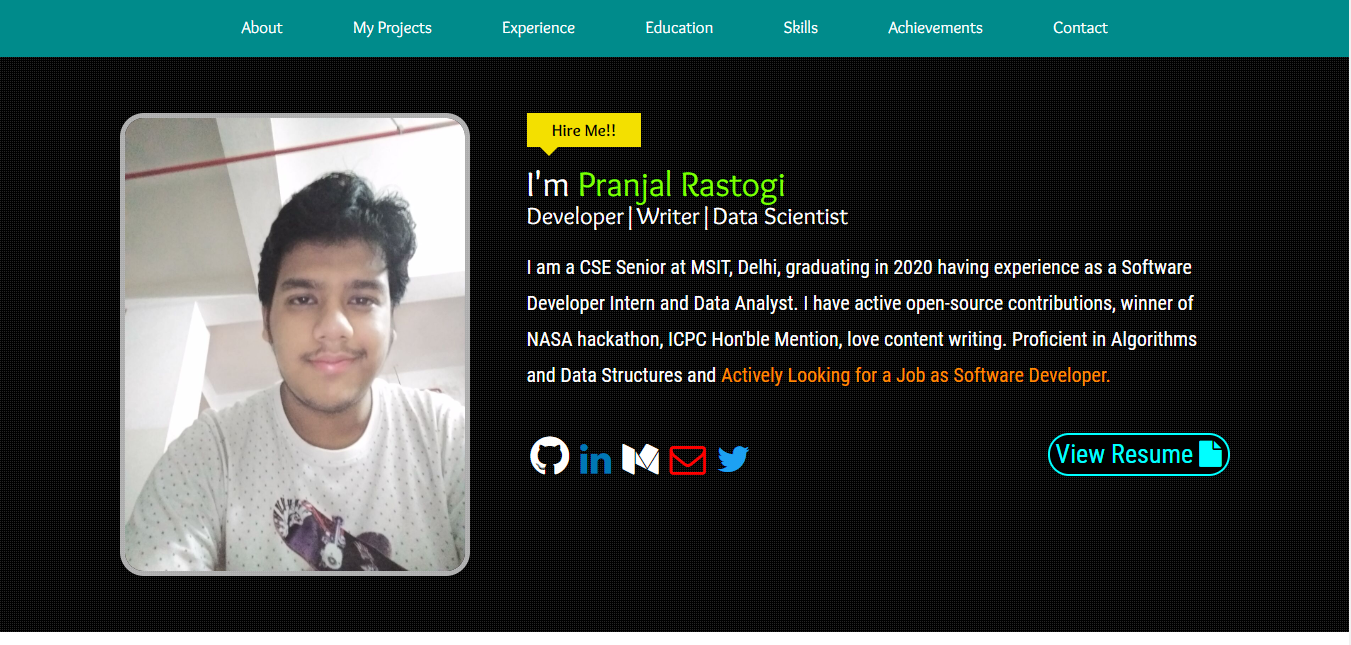 About My Projects Experience Education Skills Achievements Contact
Hire Me!!
I'm Pranjal Rastogi
Developer|Writer|Data Scientist
I am a CSE Senior at MSIT, Delhi, graduating in 2020 having experience as a Software
Developer Intern and Data Analyst. I have active open-source contributions, winner of
NASA hackathon, ICPC Hon'ble Mention, love content writing. Proficient in Algorithms
and Data Structures and Actively Looking for a Job as Software Developer.
in
View Resume